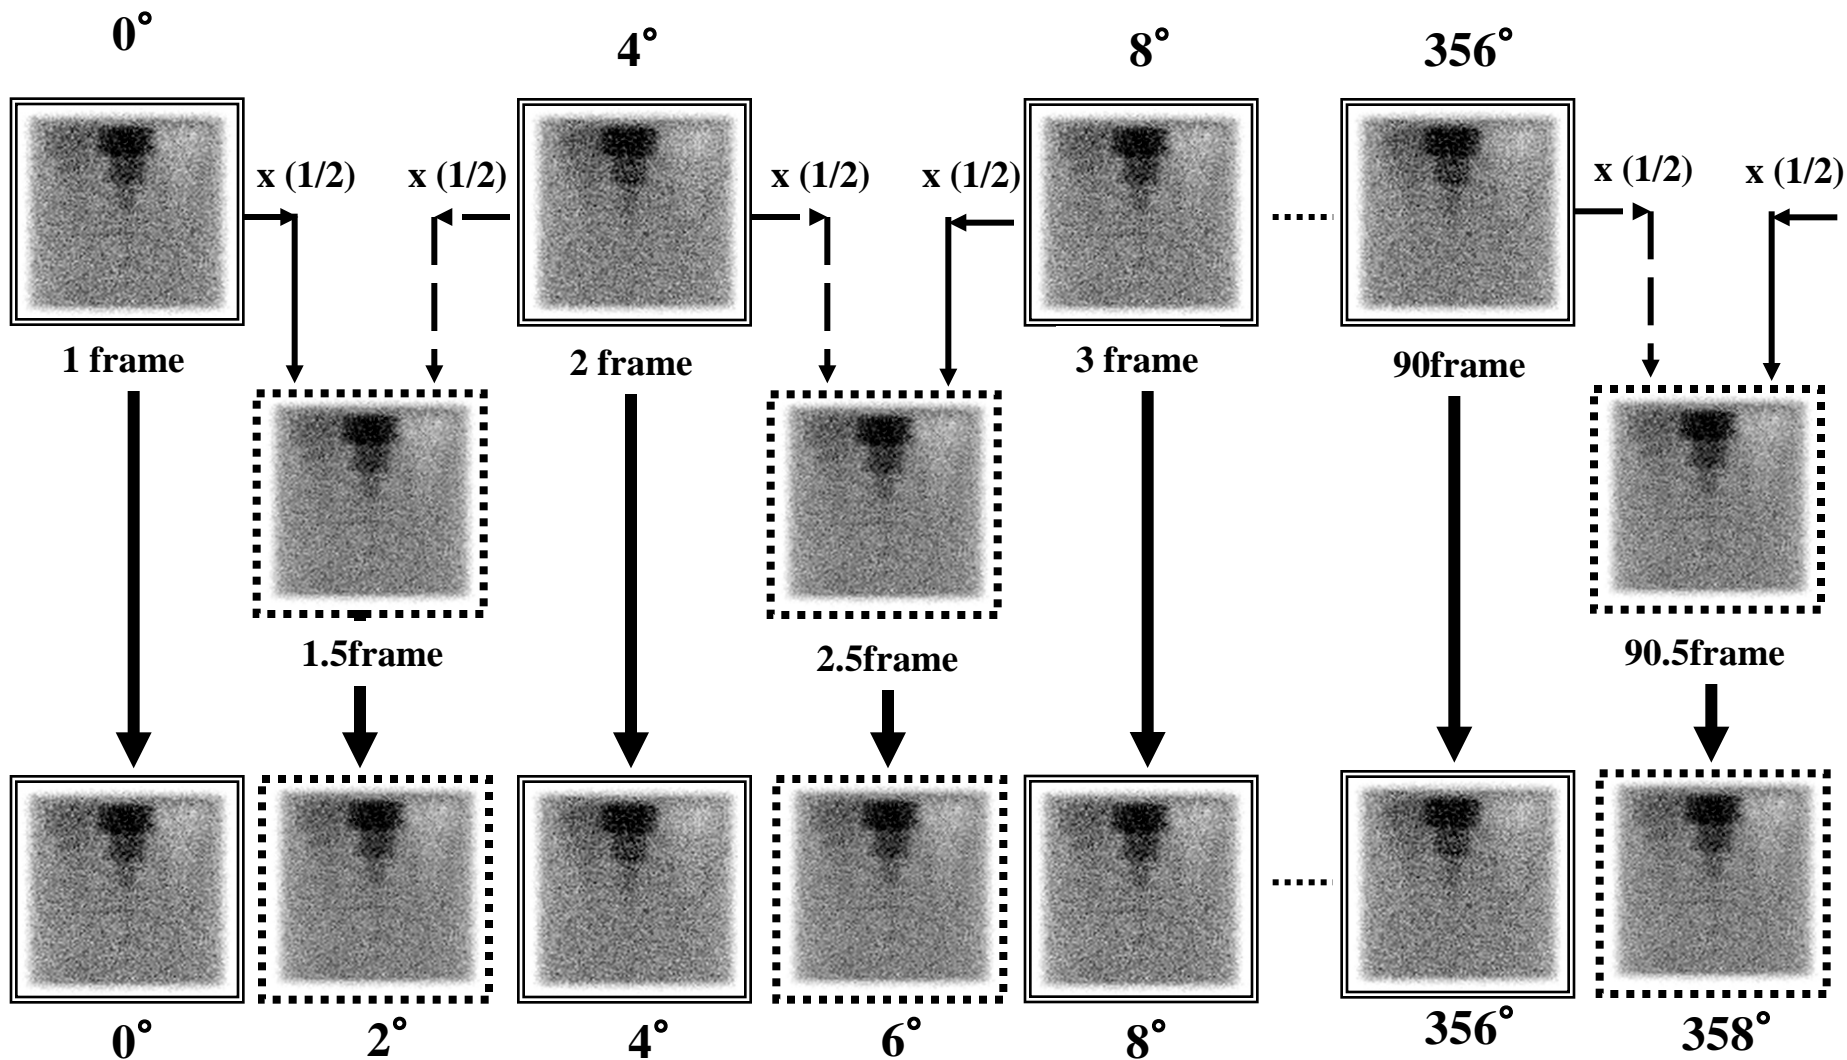 0°
4°
8°
356°
x (1/2)
x (1/2)
x (1/2)
x (1/2)
x (1/2)
x (1/2)
1 frame
2 frame
3 frame
90frame
1.5frame
2.5frame
90.5frame
0°
2°
4°
6°
8°
356°
358°